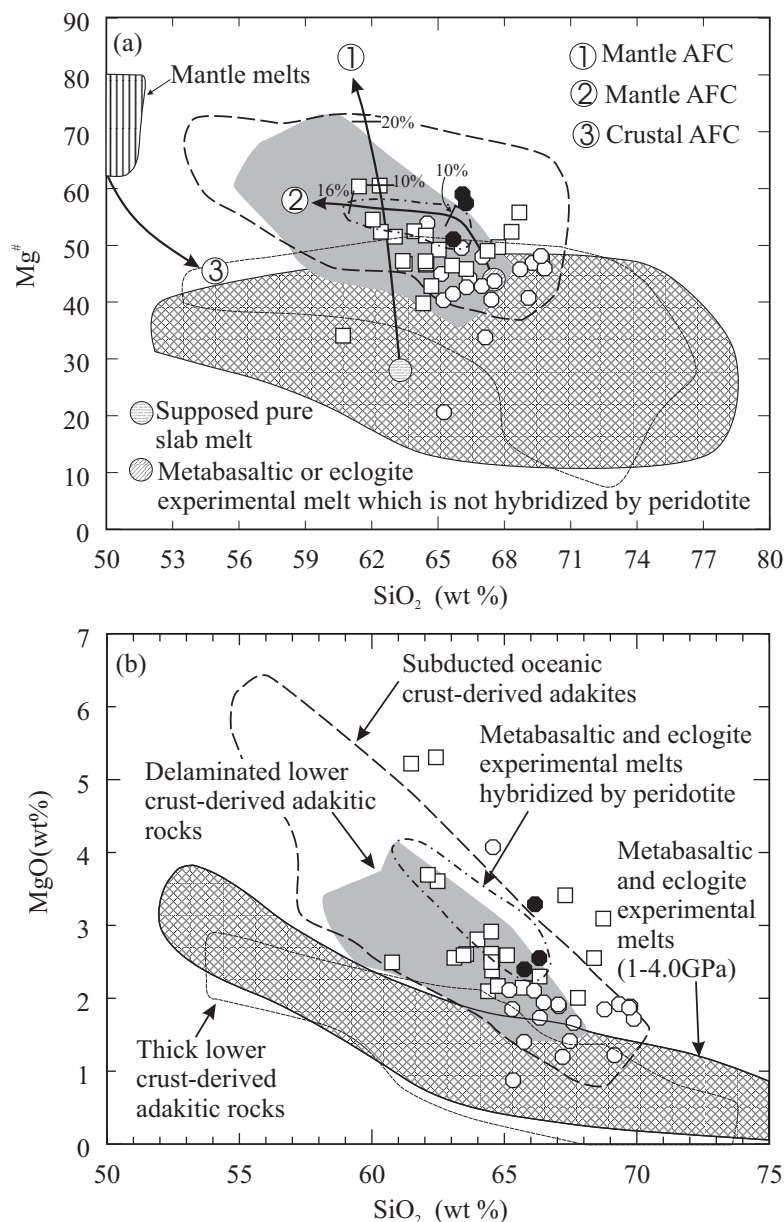 (a)
90
80
70
60
50
40
30
20
10
0
Mg#
Mantle melts
① Mantle AFC
② Mantle AFC
③ Crustal AFC
①
20%
10%
10%
16%
②
③
Supposed pure
slab melt
Metabasaltic or eclogite
experimental melt which is not hybridized by peridotite
50 53 56 59 62 65 68 71 74 77 80
SiO₂ (wt %)
(b)
7
6
5
4
3
2
1
0
MgO(wt%)
Subducted oceanic
crust-derived adakites
Metabasaltic and eclogite
experimental melts
hybridized by peridotite
Delaminated lower
crust-derived adakitic
rocks
Metabasaltic
and eclogite
experimental
melts
(1-4.0GPa)
Thick lower
crust-derived
adakitic rocks
50 55 60 65 70 75
SiO₂ (wt %)